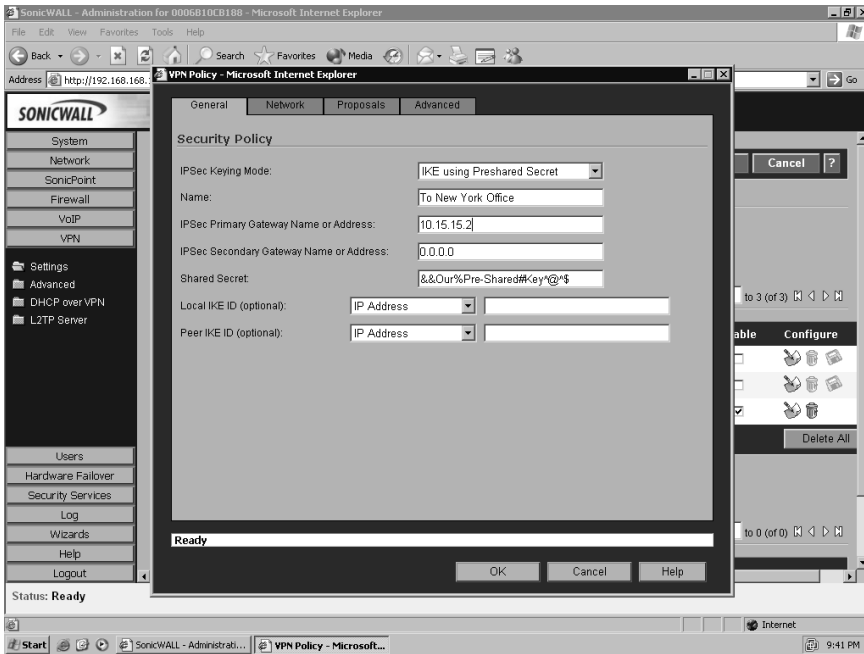 SonicWALL - Administration for 0006B10CB188 - Microsoft Internet Explorer
File Edit View Favorites Tools Help
Back Search Favorites Media
Address http://192.168.168. Go
VPN Policy - Microsoft Internet Explorer
SONICWALL
System
Network
SonicPoint
Firewall
VoIP
VPN
Settings
Advanced
DHCP over VPN
L2TP Server
Users
Hardware Failover
Security Services
Log
Wizards
Help
Logout
General Network Proposals Advanced
Security Policy
IPSec Keying Mode: IKE using Preshared Secret
Name: To New York Office
IPSec Primary Gateway Name or Address: 10.15.15.2
IPSec Secondary Gateway Name or Address: 0.0.0.0
Shared Secret: &&Our%Pre-Shared#Key^@^$
Local IKE ID (optional): IP Address
Peer IKE ID (optional): IP Address
Ready
OK Cancel Help
Cancel ?
to 3 (of 3)
able Configure
Delete All
to 0 (of 0)
Status: Ready
Internet
Start SonicWALL - Administrati... VPN Policy - Microsoft... 9:41 PM